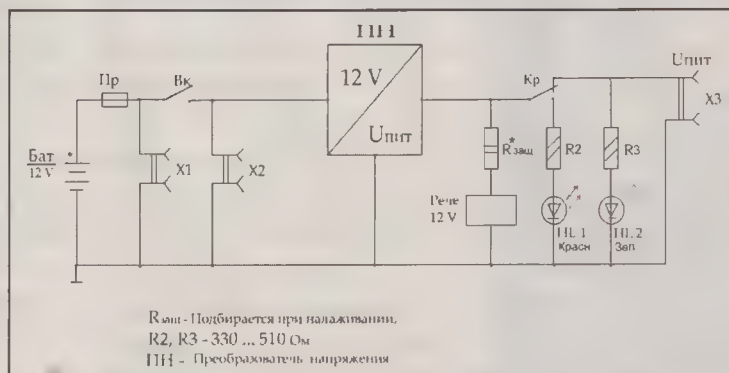 ПН
Uпит
Пр
Вк
12 V
Кр
X3
Бат
12 V
X1
X2
Uпит
R*защ
R2
R3
Реле
12 V
HL 1
Красн
HL 2
Зел
Rзащ - Подбирается при налаживании,
R2, R3 - 330 ... 510 Ом
ПН - Преобразователь напряжения